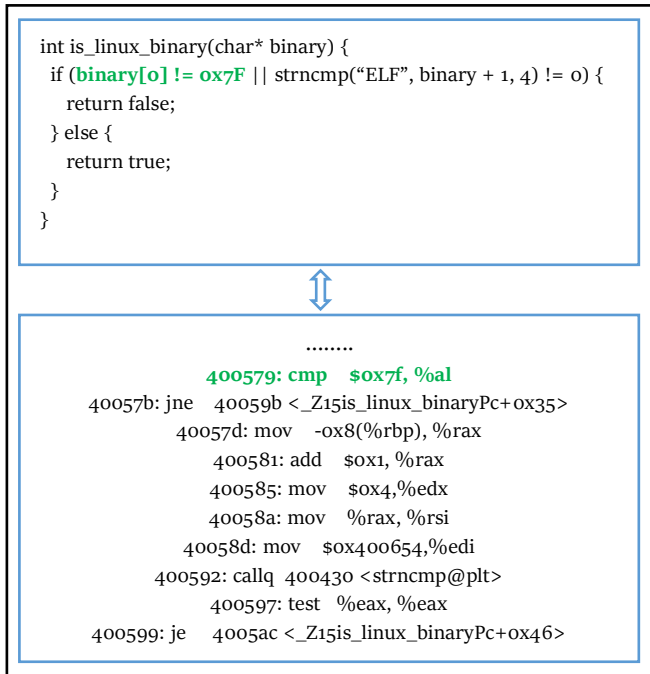 int is_linux_binary(char* binary) {
if (binary[0] != 0x7F || strncmp(“ELF”, binary + 1, 4) != 0) {
return false;
} else {
return true;
}
}
........
400579: cmp $0x7f, %al
40057b: jne 40059b <_Z15is_linux_binaryPc+0x35>
40057d: mov -0x8(%rbp), %rax
400581: add $0x1, %rax
400585: mov $0x4,%edx
40058a: mov %rax, %rsi
40058d: mov $0x400654,%edi
400592: callq 400430 <strncmp@plt>
400597: test %eax, %eax
400599: je 4005ac <_Z15is_linux_binaryPc+0x46>